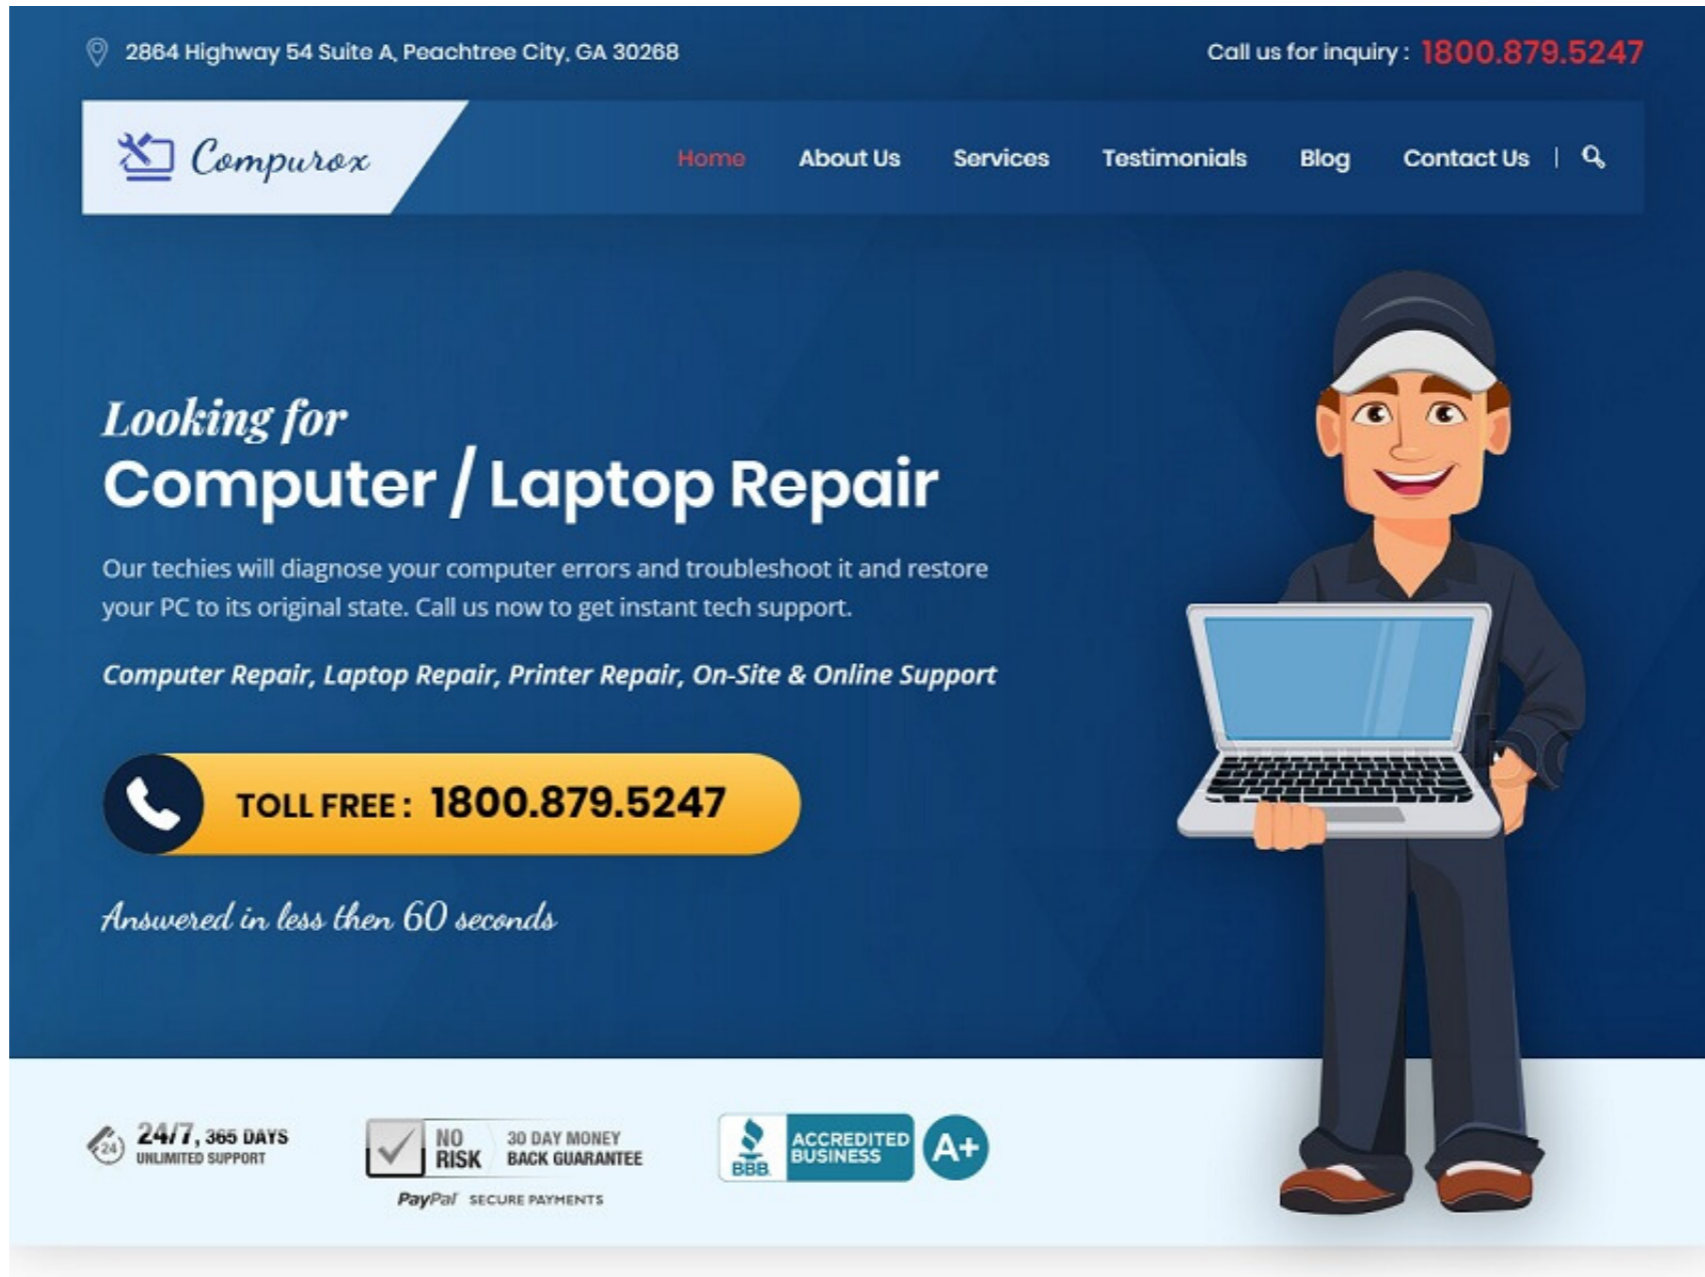 2864 Highway 54 Suite A, Peachtree City, GA 30268
Call us for inquiry : 1800.879.5247
Compurox
Home About Us Services Testimonials Blog Contact Us |
Looking for
Computer / Laptop Repair
Our techies will diagnose your computer errors and troubleshoot it and restore
your PC to its original state. Call us now to get instant tech support.
Computer Repair, Laptop Repair, Printer Repair, On-Site & Online Support
TOLL FREE : 1800.879.5247
Answered in less then 60 seconds
24
24/7, 365 DAYS
UNLIMITED SUPPORT
NO
RISK
30 DAY MONEY
BACK GUARANTEE
PayPal SECURE PAYMENTS
BBB.
ACCREDITED
BUSINESS
A+